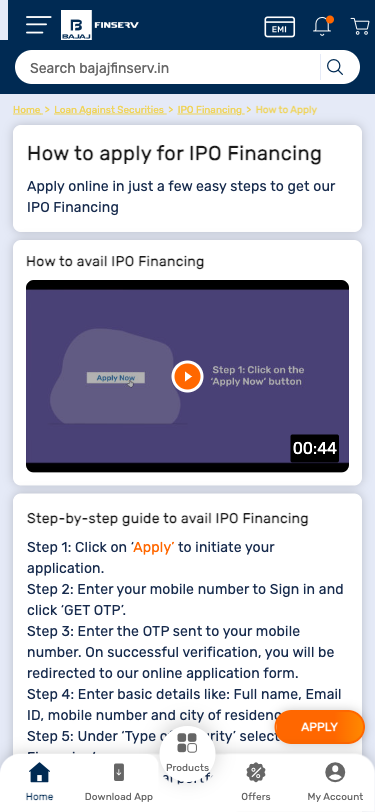 BAJAJ FINSERV
EMI
Search bajajfinserv.in
Home > Loan Against Securities > IPO Financing > How to Apply
How to apply for IPO Financing
Apply online in just a few easy steps to get our
IPO Financing
How to avail IPO Financing
Apply Now
Step 1: Click on the
'Apply Now' button
00:44
Step-by-step guide to avail IPO Financing
Step 1: Click on ‘Apply’ to initiate your
application.
Step 2: Enter your mobile number to Sign in and
click ‘GET OTP’.
Step 3: Enter the OTP sent to your mobile
number. On successful verification, you will be
redirected to our online application form.
Step 4: Enter basic details like: Full name, Email
ID, mobile number and city of
APPLY
Step 5: Under ‘Type select
Products
Home
Download App
Offers
My Account